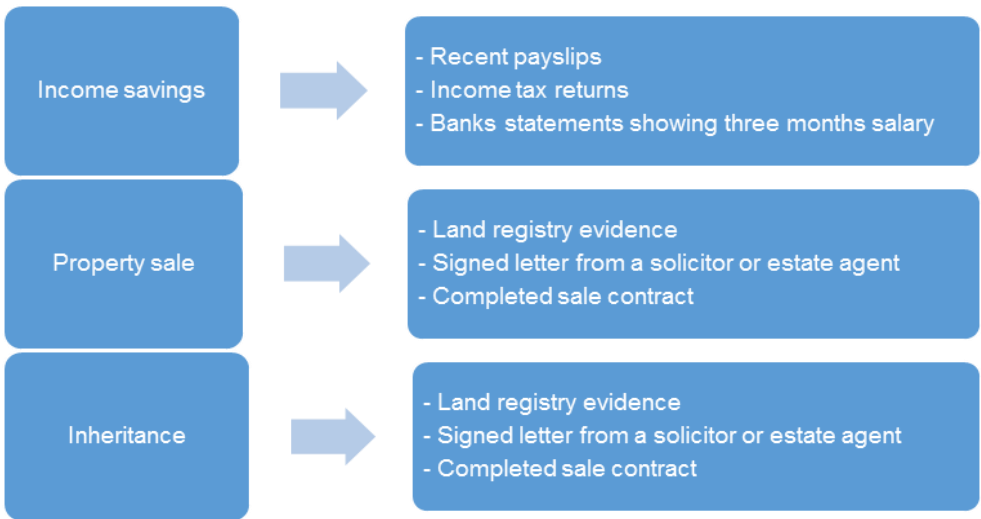 Income savings
- Recent payslips
- Income tax returns
- Banks statements showing three months salary
Property sale
- Land registry evidence
- Signed letter from a solicitor or estate agent
- Completed sale contract
Inheritance
- Land registry evidence
- Signed letter from a solicitor or estate agent
- Completed sale contract